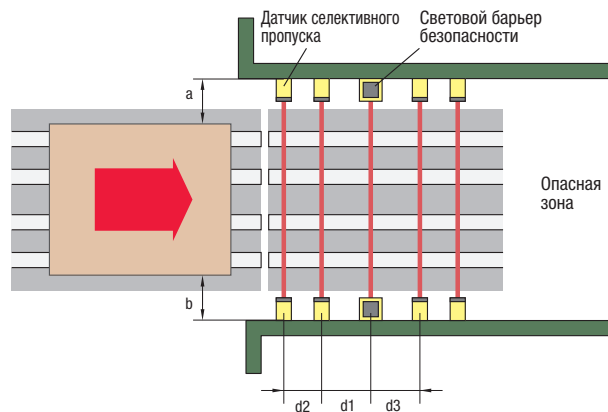 Датчик селективного
пропуска
Световой барьер
безопасности
a
Опасная
зона
b
d2
d1
d3